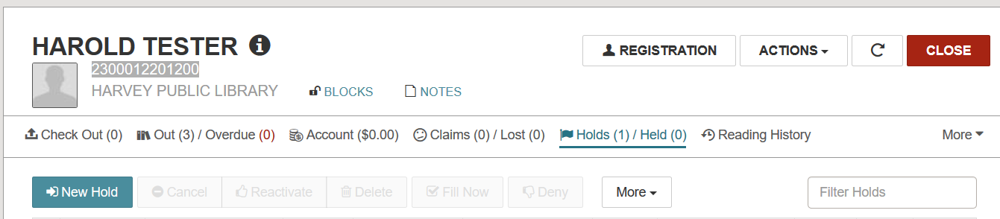 HAROLD TESTER
REGISTRATION ACTIONS CLOSE
2300012201200
HARVEY PUBLIC LIBRARY BLOCKS NOTES
Check Out (0) Out (3) / Overdue (0) Account ($0.00) Claims (0) / Lost (0) Holds (1) / Held (0) Reading History More
New Hold Cancel Reactivate Delete Fill Now Deny More Filter Holds